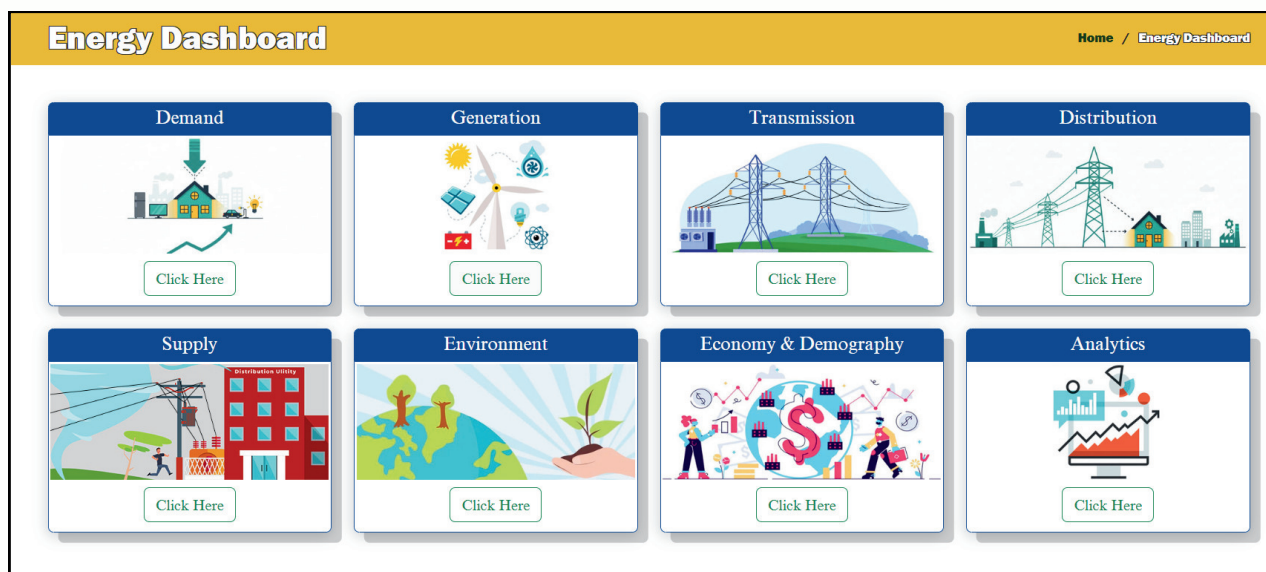 Energy Dashboard
Home / Energy Dashboard
Demand
Generation
Transmission
Distribution
Click Here
Click Here
Click Here
Click Here
Supply
Environment
Economy & Demography
Analytics
Distribution Uility
Click Here
Click Here
Click Here
Click Here